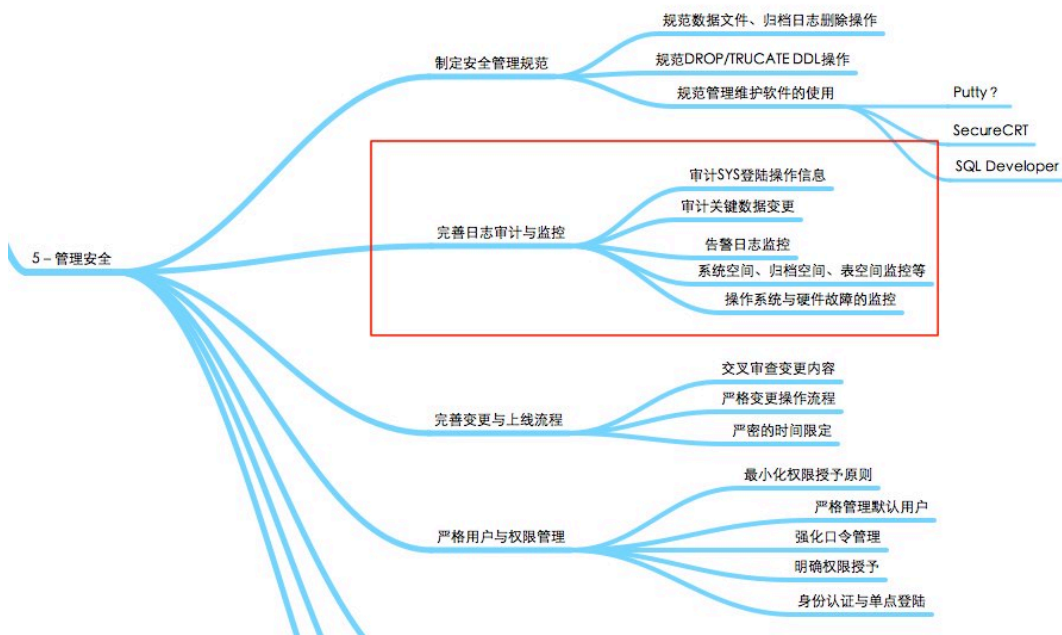 规范数据文件、归档日志删除操作
制定安全管理规范
规范DROP/TRUCATE DDL操作
规范管理维护软件的使用
Putty？
SecureCRT
SQL Developer
审计SYS登陆操作信息
审计关键数据变更
完善日志审计与监控
告警日志监控
5 – 管理安全
系统空间、归档空间、表空间监控等
操作系统与硬件故障的监控
交叉审查变更内容
严格变更操作流程
完善变更与上线流程
严密的时间限定
最小化权限授予原则
严格管理默认用户
严格用户与权限管理
强化口令管理
明确权限授予
身份认证与单点登陆